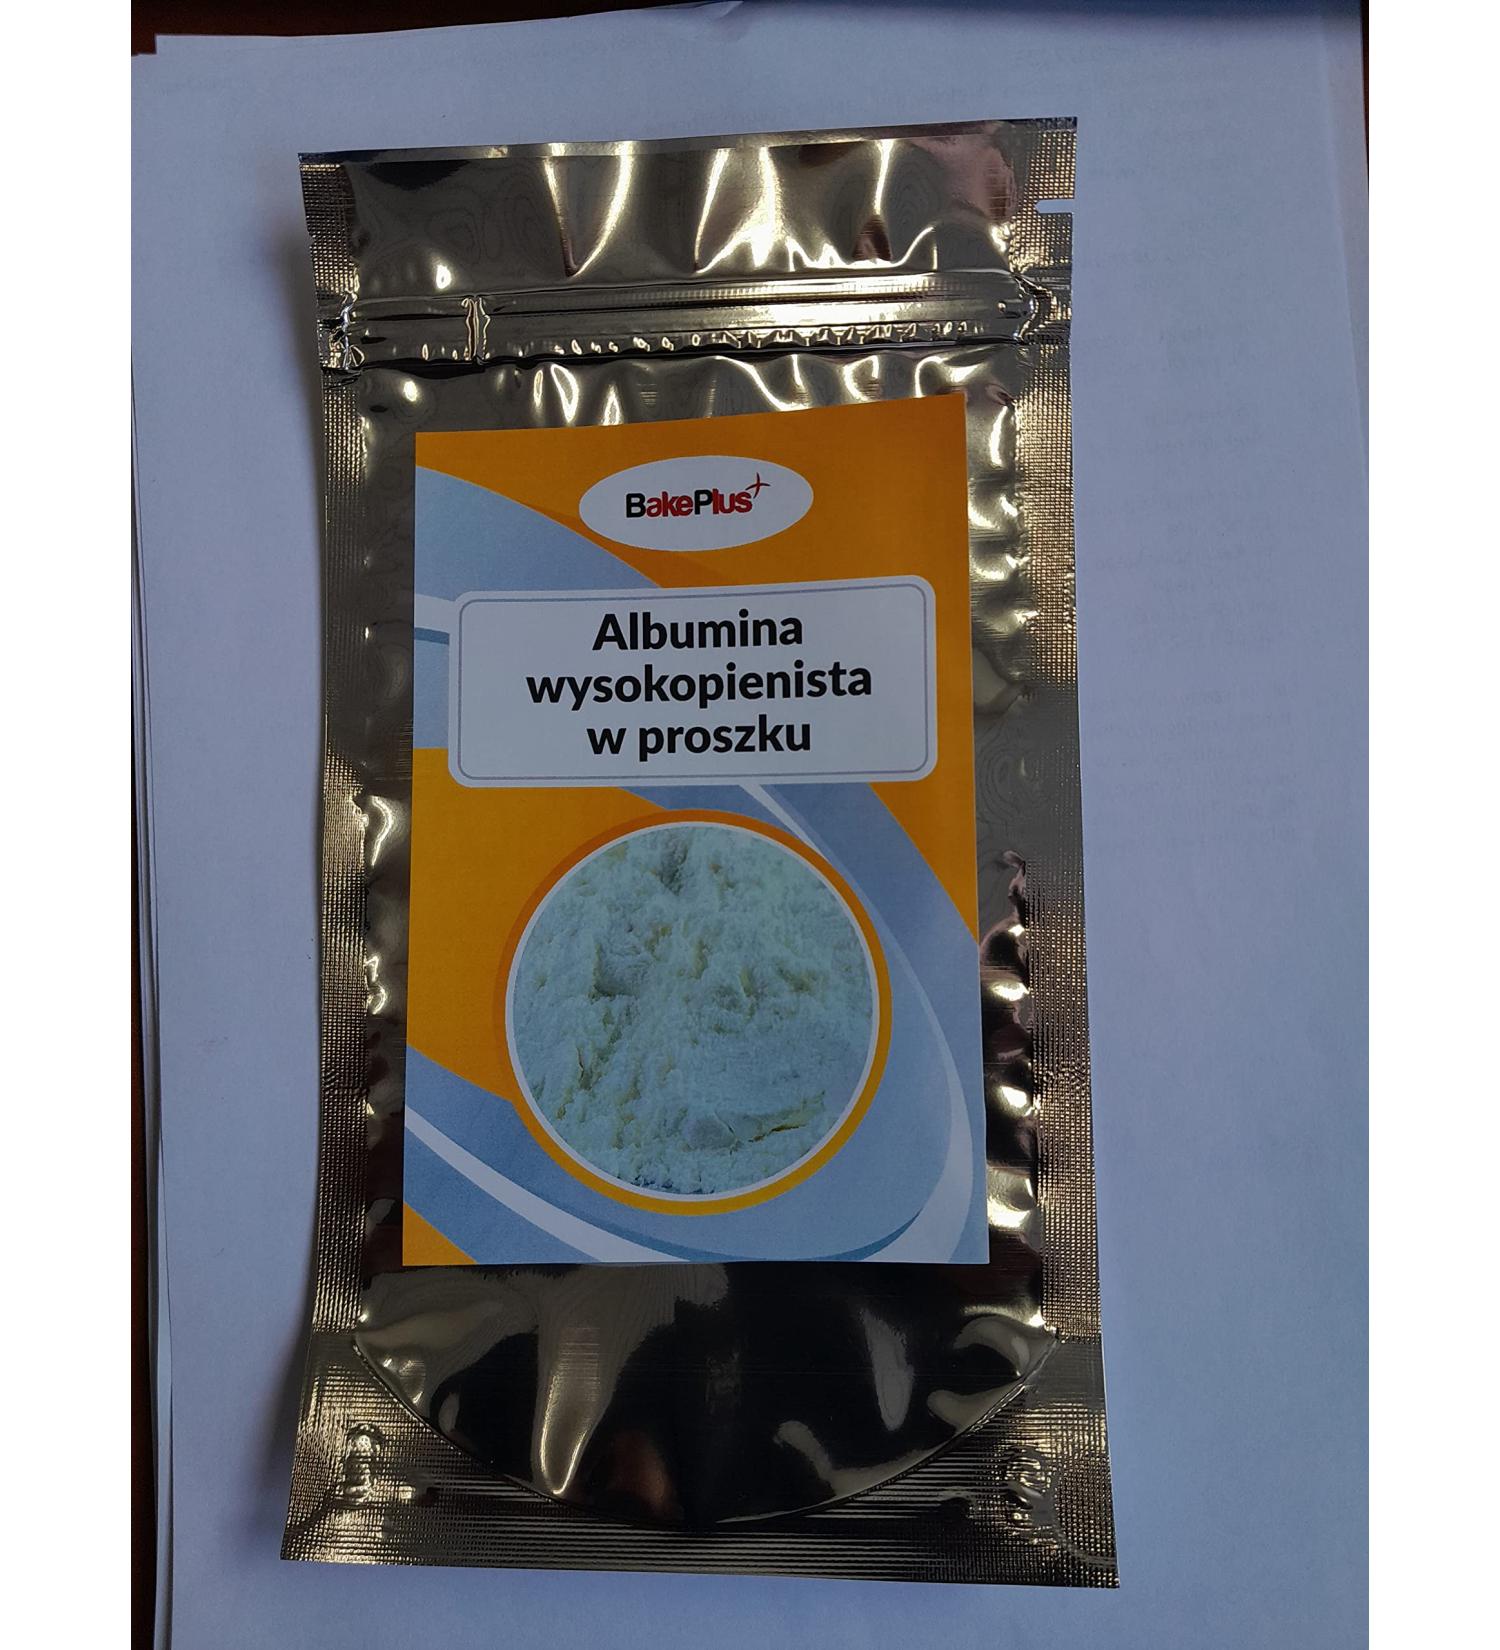 BakePlus
Albumina
wysokopienista
w proszku